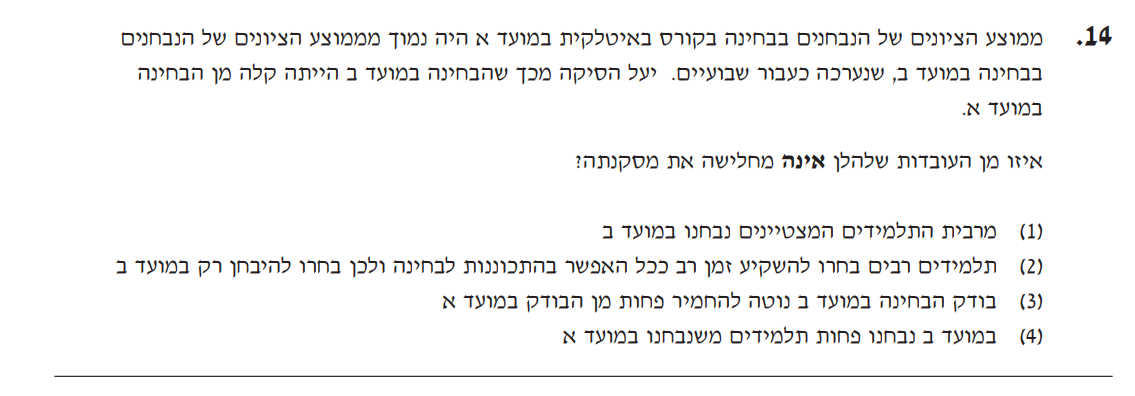 14. ממוצע הציונים של הנבחנים בבחינה בקורס באיטלקית במועד א היה נמוך מממוצע הציונים של הנבחנים
בבחינה במועד ב, שנערכה כעבור שבועיים. יעל הסיקה מכך שהבחינה במועד ב הייתה קלה מן הבחינה
במועד א.
איזו מן העובדות שלהלן אינה מחלישה את מסקנתה?
(1) מרבית התלמידים המצטיינים נבחנו במועד ב
(2) תלמידים רבים בחרו להשקיע זמן רב ככל האפשר בהתכוננות לבחינה ולכן בחרו להיבחן רק במועד ב
(3) בודק הבחינה במועד ב נוטה להחמיר פחות מן הבודק במועד א
(4) במועד ב נבחנו פחות תלמידים משנבחנו במועד א